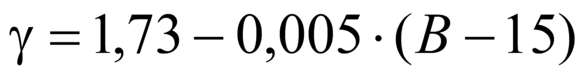 γ = 1,73 − 0,005 · (B − 15)